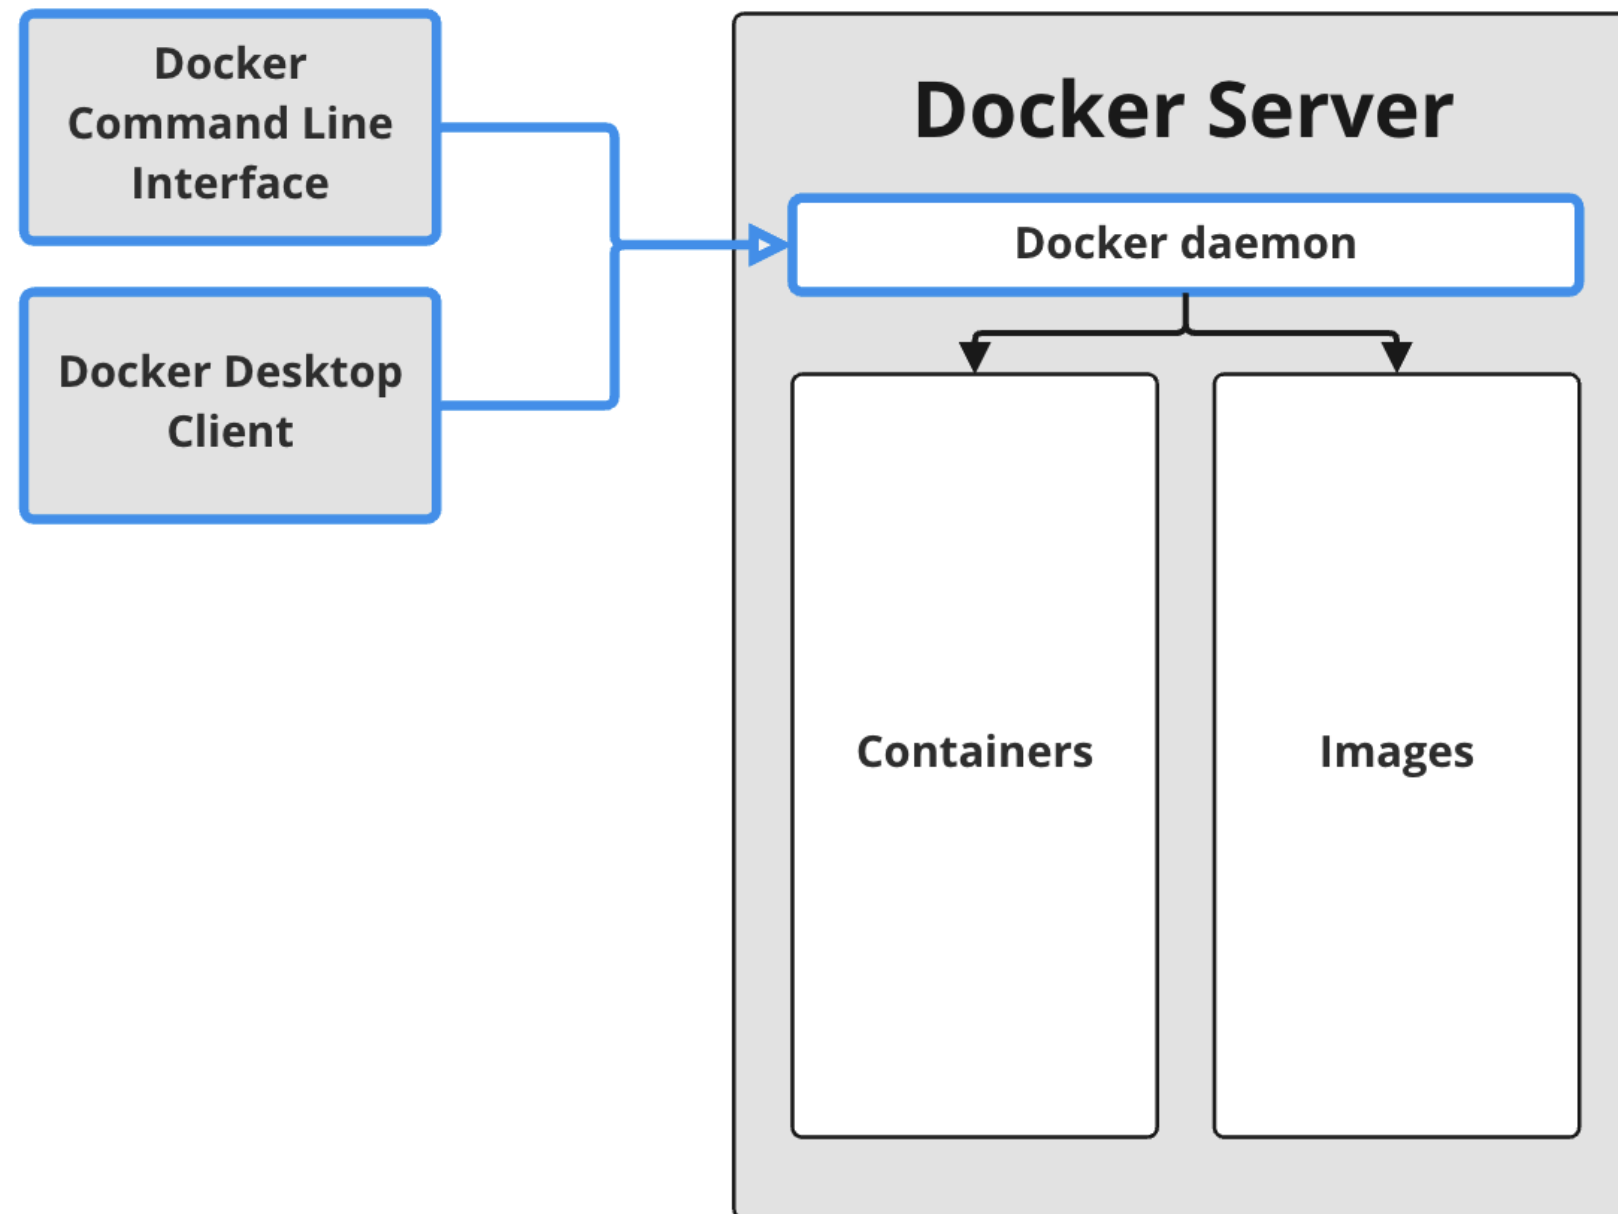 Docker
Command Line
Interface
Docker Desktop
Client
Docker Server
Docker daemon
Containers
Images